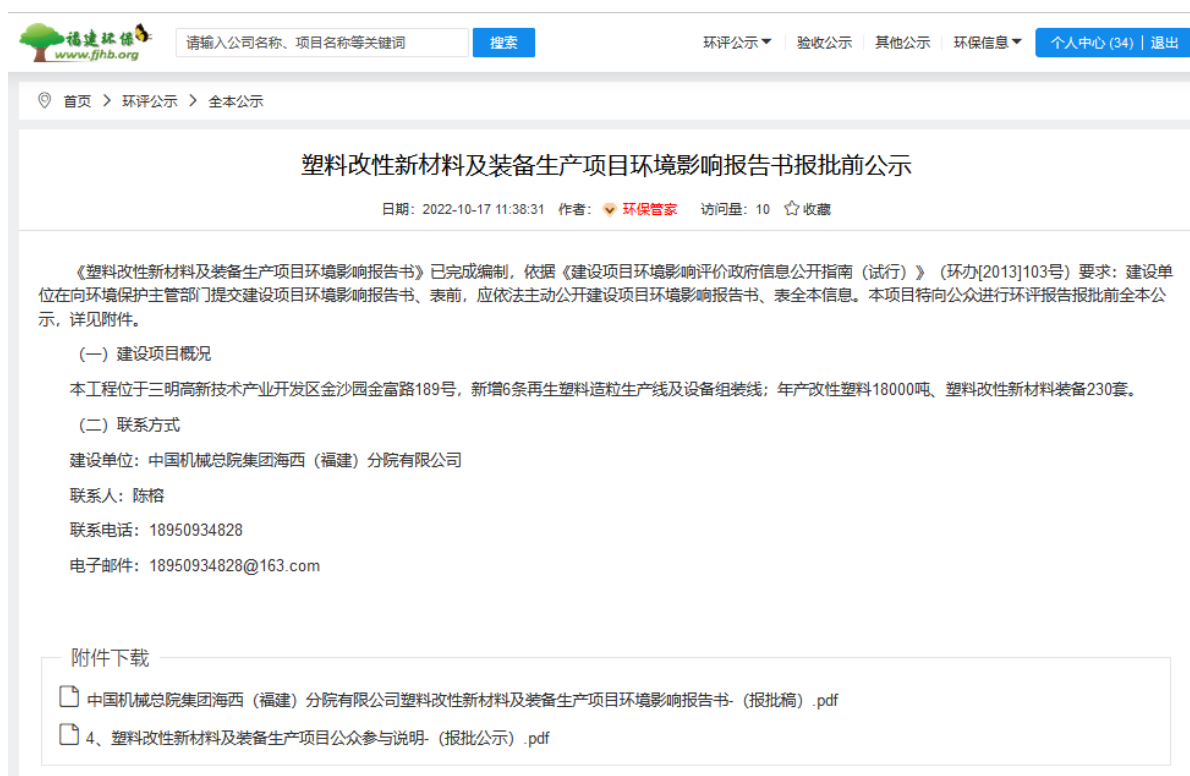 福建环保
www.fjhb.org
请输入公司名称、项目名称等关键词
搜索
环评公示 验收公示 其他公示 环保信息 个人中心 (34) | 退出
首页 > 环评公示 > 全本公示
塑料改性新材料及装备生产项目环境影响报告书报批前公示
日期：2022-10-17 11:38:31 作者： 环保管家 访问量：10 收藏
《塑料改性新材料及装备生产项目环境影响报告书》已完成编制，依据《建设项目环境影响评价政府信息公开指南（试行）》（环办[2013]103号）要求：建设单
位在向环境保护主管部门提交建设项目环境影响报告书、表前，应依法主动公开建设项目环境影响报告书、表全本信息。本项目特向公众进行环评报告报批前全本公
示，详见附件。
（一）建设项目概况
本工程位于三明高新技术产业开发区金沙园金富路189号，新增6条再生塑料造粒生产线及设备组装线；年产改性塑料18000吨、塑料改性新材料装备230套。
（二）联系方式
建设单位：中国机械总院集团海西（福建）分院有限公司
联系人：陈榕
联系电话：18950934828
电子邮件：18950934828@163.com
附件下载
中国机械总院集团海西（福建）分院有限公司塑料改性新材料及装备生产项目环境影响报告书-（报批稿）.pdf
4、塑料改性新材料及装备生产项目公众参与说明-（报批公示）.pdf